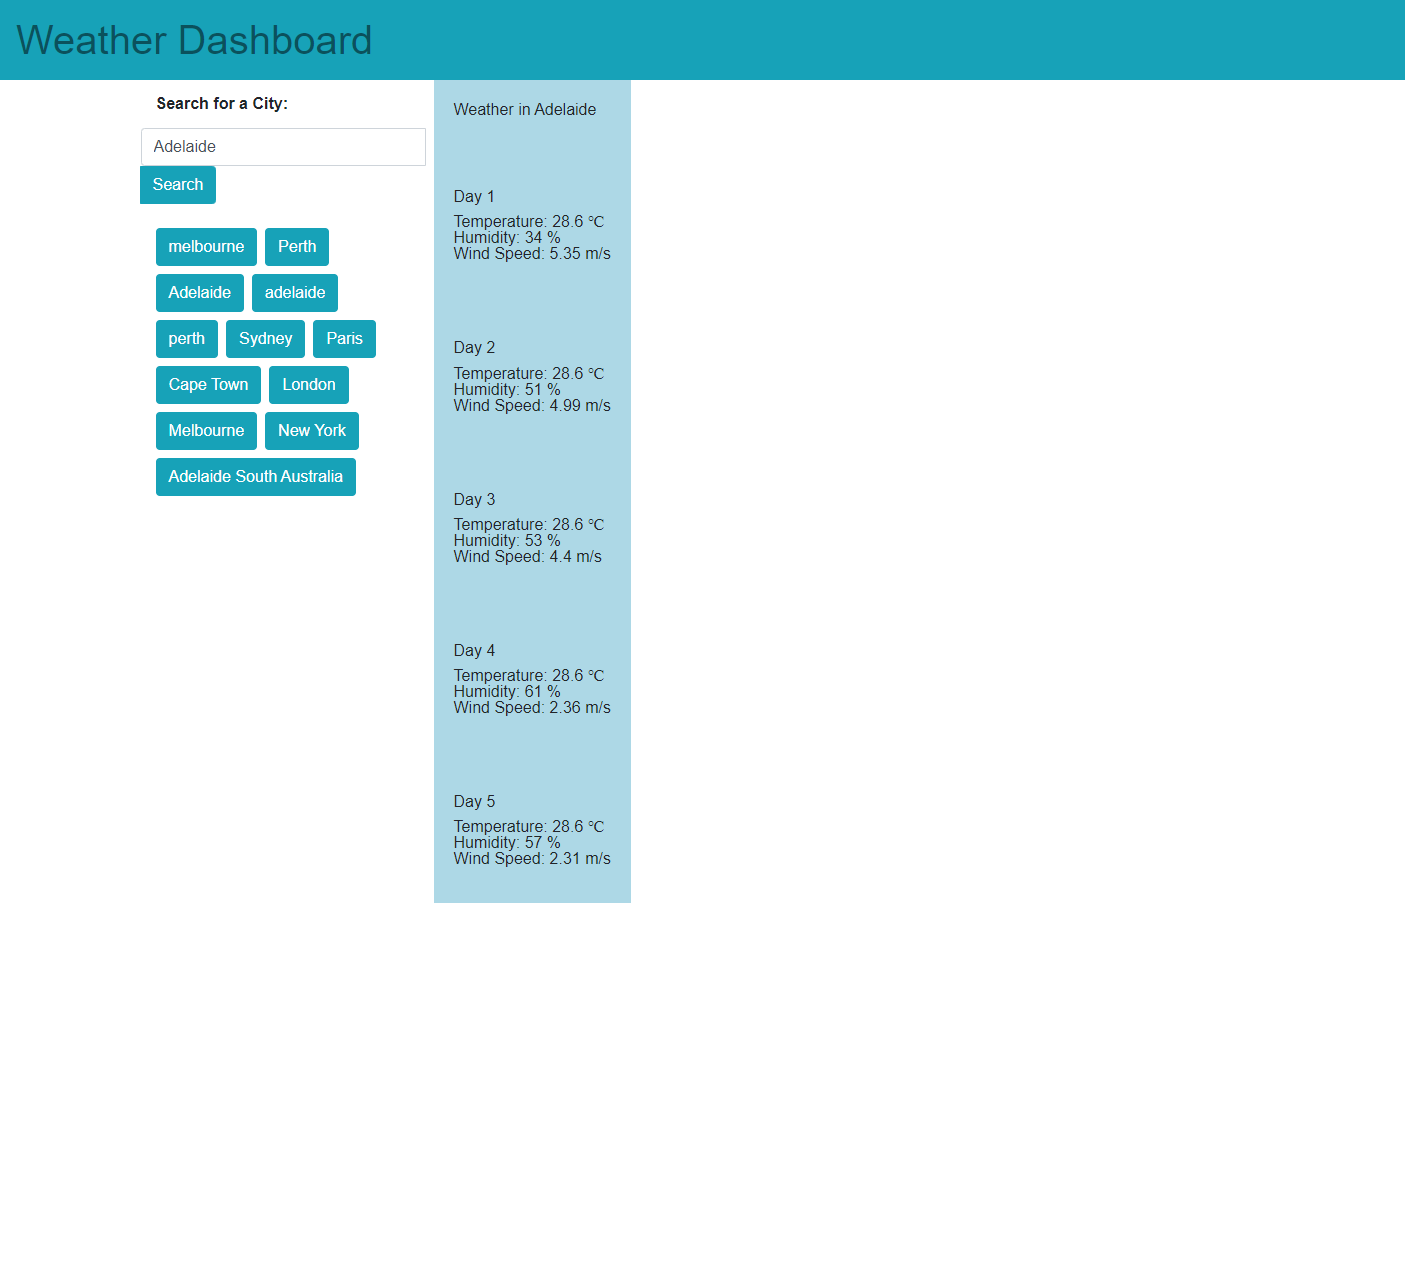 Weather Dashboard
Search for a City:
Adelaide
Search
melbourne Perth
Adelaide adelaide
perth Sydney Paris
Cape Town London
Melbourne New York
Adelaide South Australia
Weather in Adelaide
Day 1
Temperature: 28.6 °C
Humidity: 34 %
Wind Speed: 5.35 m/s
Day 2
Temperature: 28.6 °C
Humidity: 51 %
Wind Speed: 4.99 m/s
Day 3
Temperature: 28.6 °C
Humidity: 53 %
Wind Speed: 4.4 m/s
Day 4
Temperature: 28.6 °C
Humidity: 61 %
Wind Speed: 2.36 m/s
Day 5
Temperature: 28.6 °C
Humidity: 57 %
Wind Speed: 2.31 m/s